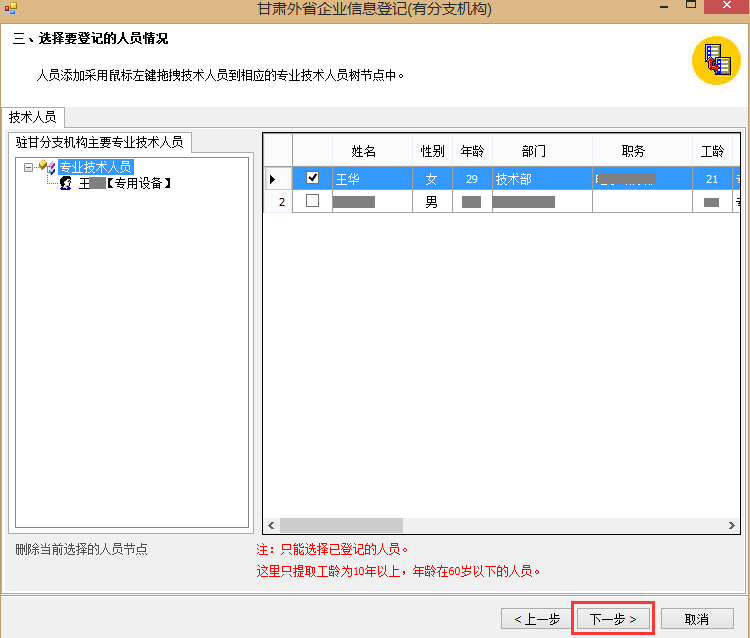 甘肃外省企业信息登记(有分支机构)
三、选择要登记的人员情况
人员添加采用鼠标左键拖拽技术人员到相应的专业技术人员树节点中。
技术人员
驻甘分支机构主要专业技术人员
专业技术人员
王【专用设备】
姓名 性别 年龄 部门 职务 工龄
王华 女 29 技术部 21
2 男
删除当前选择的人员节点
注：只能选择已登记的人员。
这里只提取工龄为10年以上，年龄在60岁以下的人员。
<上一步 下一步> 取消